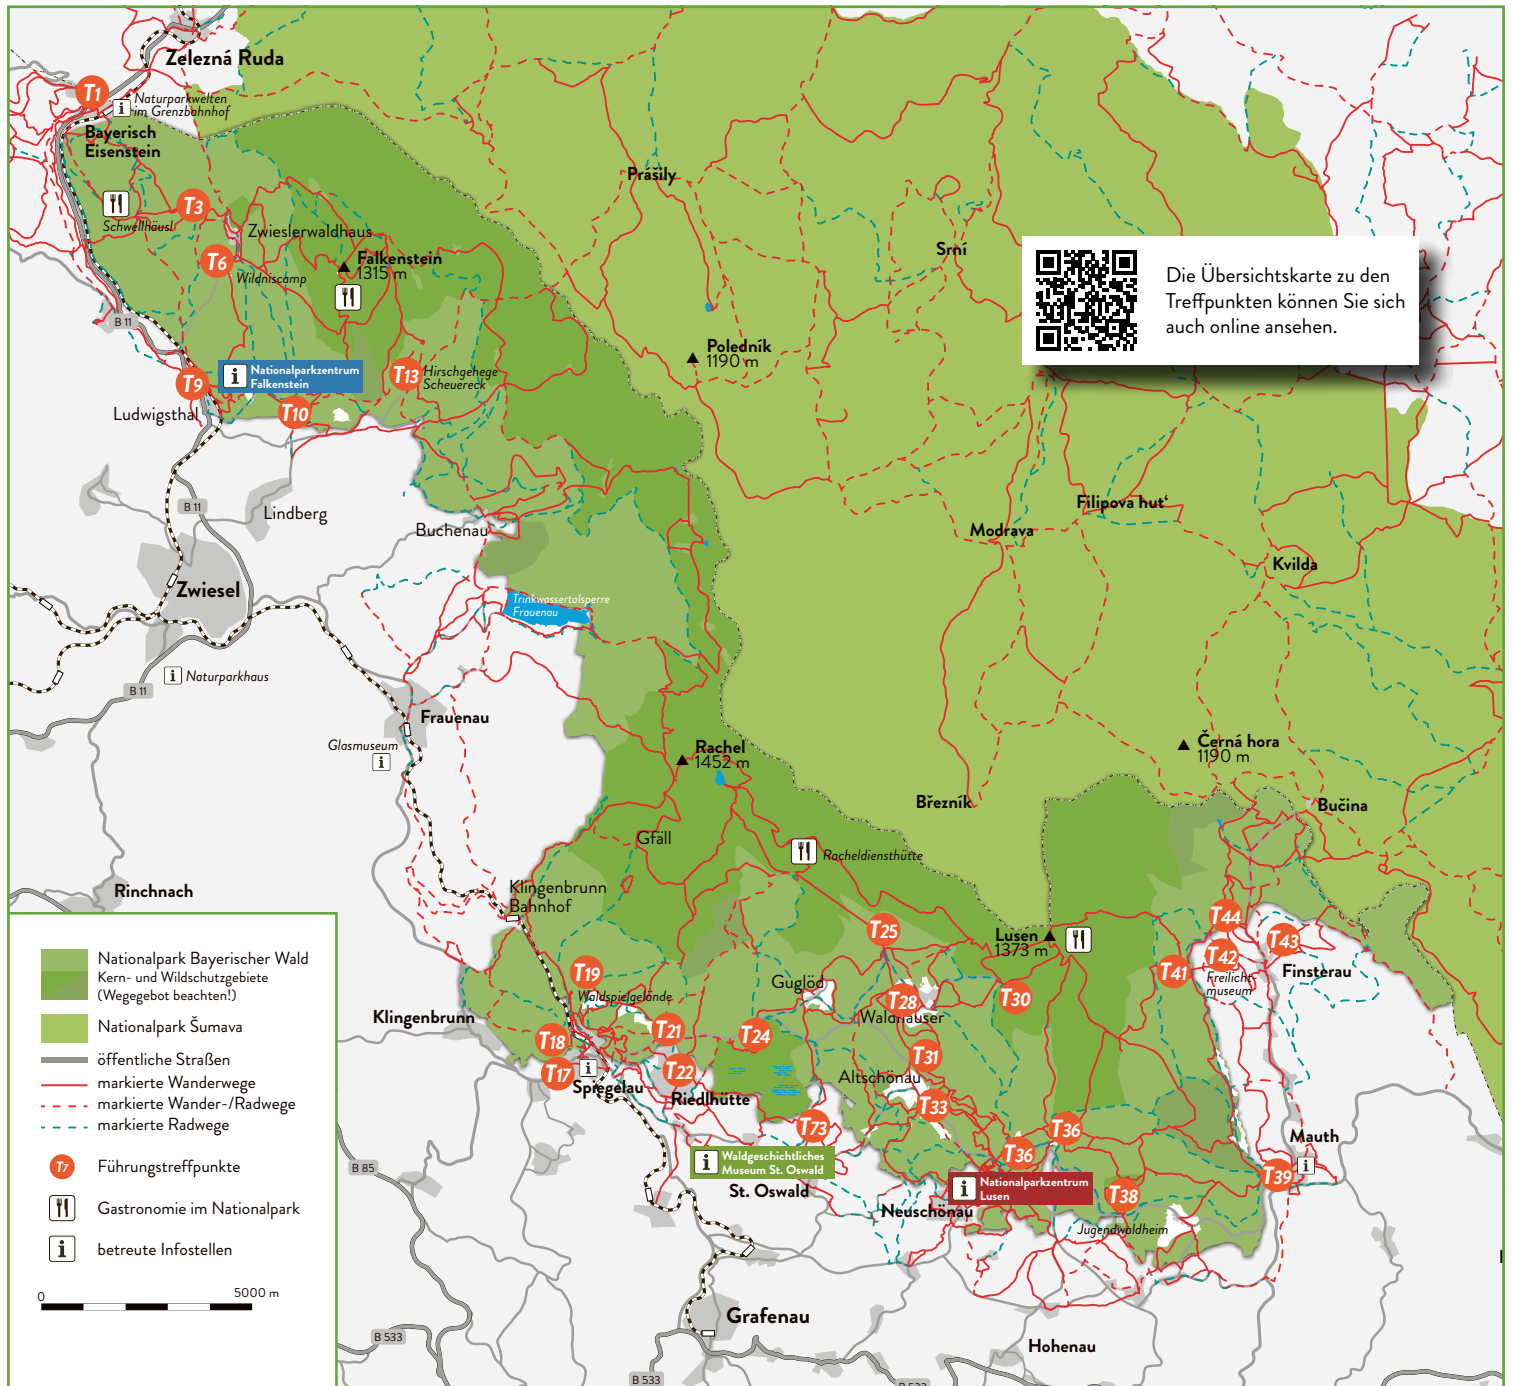 Zelezná Ruda
T1
i
Naturparkwelten
im Grenzbahnhof
Bayerisch
Eisenstein
Prášily
T3
Schwellhäusl
Zwieslerwaldhaus
Srní
T6
Falkenstein
1315 m
Wildniscamp
Die Übersichtskarte zu den
Treffpunkten können Sie sich
auch online ansehen.
B 11
Poledník
1190 m
T9
i
Nationalparkzentrum
Falkenstein
T13
Hirschgehege
Scheuereck
Ludwigsthal
T10
B 11
Lindberg
Filipova hut‘
Buchenau
Modrava
Kvilda
Zwiesel
Trinkwassertalsperre
Frauenau
i
Naturparkhaus
B 11
Frauenau
Glasmuseum
i
Rachel
1452 m
Černá hora
1190 m
Březník
Bučina
Gfäll
Racheldiensthütte
Rinchnach
Klingenbrunn
Bahnhof
T25
Lusen
1373 m
T44
T43
T42
T41
Finsterau
Freilicht
museum
T19
Waldspielgelände
Guglöd
T28
Waldhäuser
T30
Klingenbrunn
T18
T21
T24
T17
i
Spiegelau
T22
Riedlhütte
T31
Altschönau
T33
T73
T36
T36
Mauth
i
T39
i
Waldgeschichtliches
Museum St. Oswald
St. Oswald
i
Nationalparkzentrum
Lusen
T38
Neuschönau
Jugendwaldheim
B 85
Grafenau
B 533
Hohenau
B 533
B 533
Nationalpark Bayerischer Wald
Kern- und Wildschutzgebiete
(Wegegebot beachten!)
Nationalpark Šumava
öffentliche Straßen
markierte Wanderwege
markierte Wander-/Radwege
markierte Radwege
T7
Führungstreffpunkte
Gastronomie im Nationalpark
i
betreute Infostellen
0
5000 m